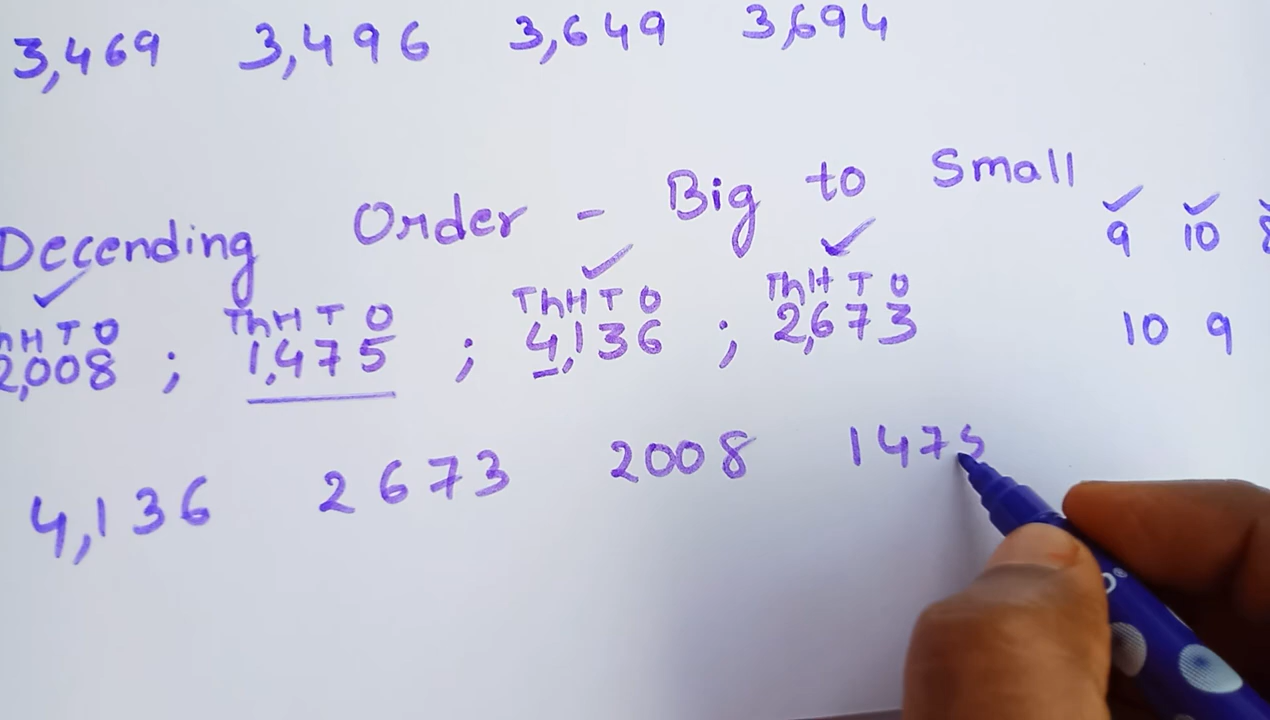 3,469 3,496 3,649 3,694
Decending Order - Big to Small
9 10
hHTO ThHTO ThHTO ThHTO
2,008 ; 1,475 ; 4,136 ; 2,673
10 9
4,136 2673 2008 1475